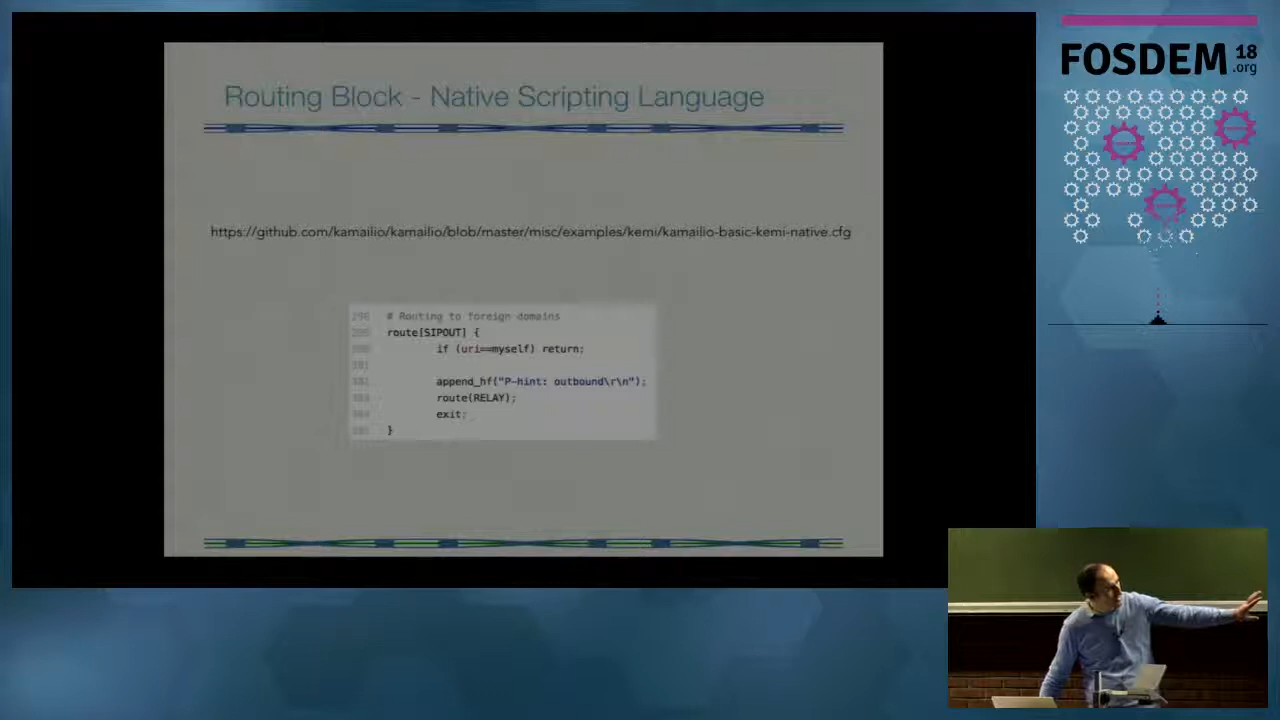 Routing Block - Native Scripting Language
https://github.com/kamailio/kamailio/blob/master/misc/examples/kemi/kamailio-basic-kemi-native.cfg
# Routing to foreign domains
route[SIPOUT] {
if (uri==myself) return;
append_hf("P-hint: outbound\r\n");
route(RELAY);
exit;
}
FOSDEM 18
.org